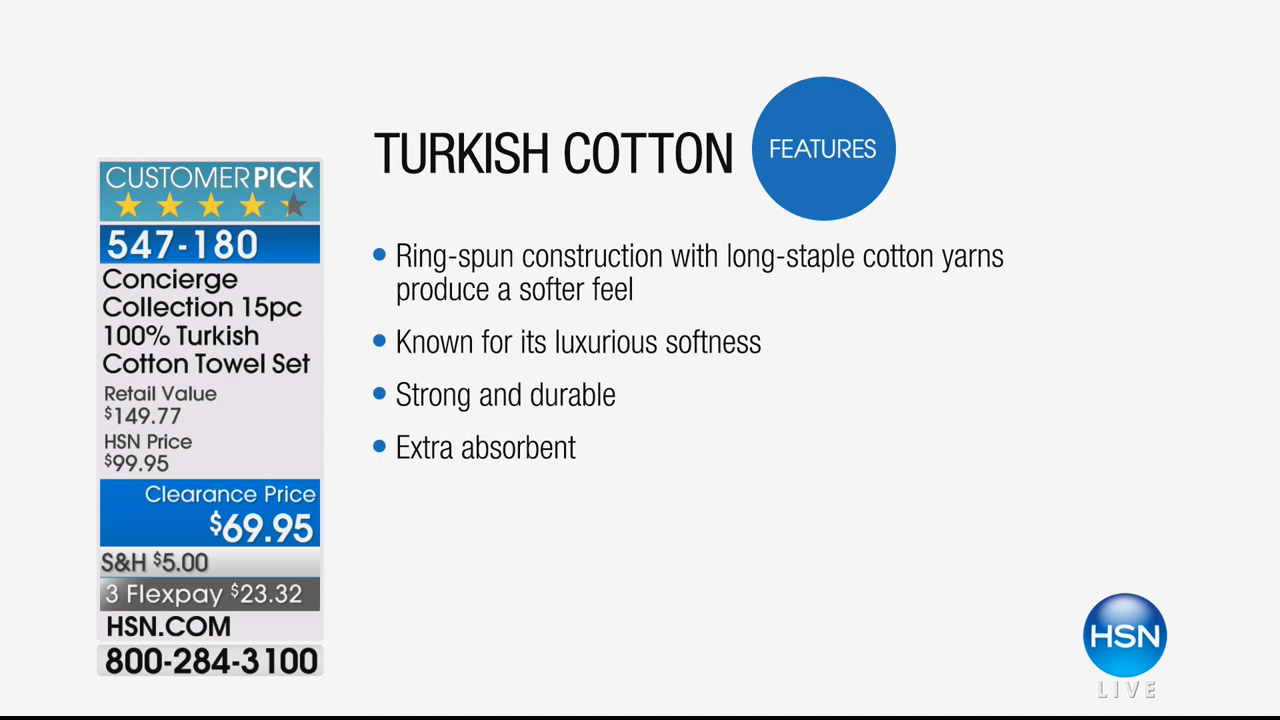 TURKISH COTTON
FEATURES
Ring-spun construction with long-staple cotton yarns
produce a softer feel
Known for its luxurious softness
Strong and durable
Extra absorbent
CUSTOMERPICK
547-180
Concierge
Collection 15pc
100% Turkish
Cotton Towel Set
Retail Value
$149.77
HSN Price
$99.95
Clearance Price
$69.95
S&H $5.00
3 Flexpay $23.32
HSN.COM
800-284-3100
HSN
LIVE